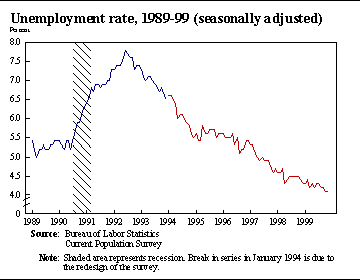 Unemployment rate, 1989-99 (seasonally adjusted)
Percent
8.0
7.5
7.0
6.5
6.0
5.5
5.0
4.5
4.0
0
1989 1990 1991 1992 1993 1994 1995 1996 1997 1998 1999
Source: Bureau of Labor Statistics
Current Population Survey
Note: Shaded area represents recession. Break in series in January 1994 is due to
the redesign of the survey.